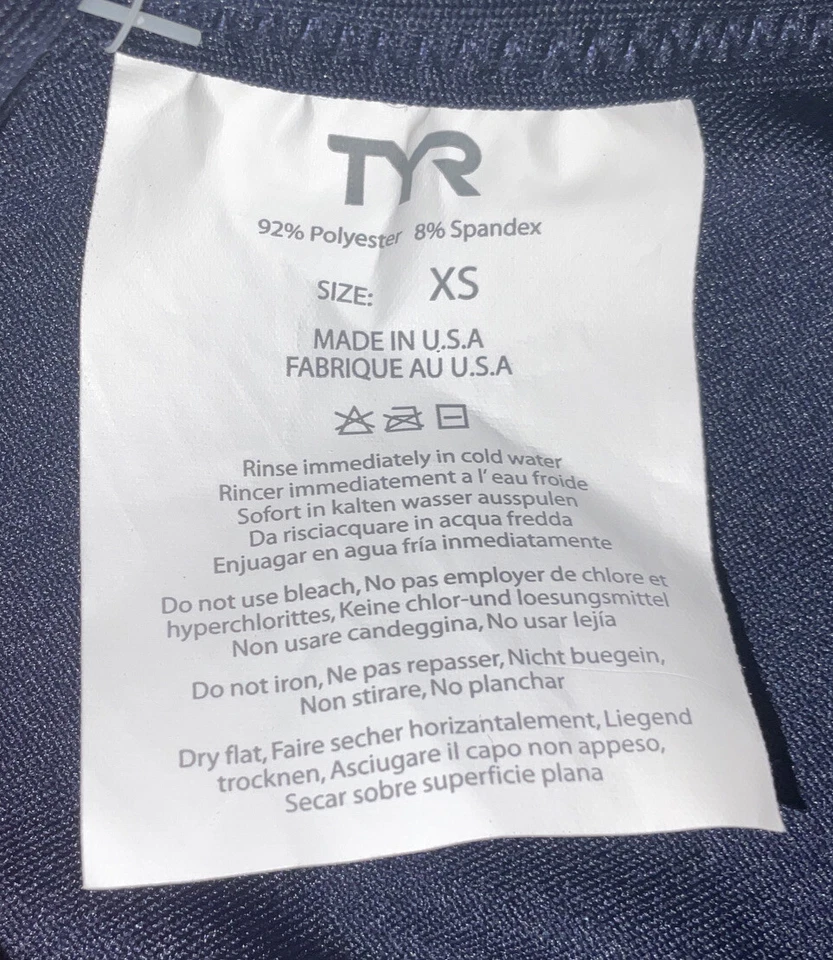 TYR
92% Polyester 8% Spandex
SIZE: XS
MADE IN U.S.A
FABRIQUE AU U.S.A
Rinse immediately in cold water
Rincer immediatement a l' eau froide
Sofort in kalten wasser ausspulen
Da risciacquare in acqua fredda
Enjuagar en agua fría inmediatamente
Do not use bleach, No pas employer de chlore et
hyperchlorittes, Keine chlor-und loesungsmittel
Non usare candeggina, No usar lejía
Do not iron, Ne pas repasser, Nicht buegein,
Non stirare, No planchar
Dry flat, Faire secher horizantalement, Liegend
trocknen, Asciugare il capo non appeso,
Secar sobre superficie plana